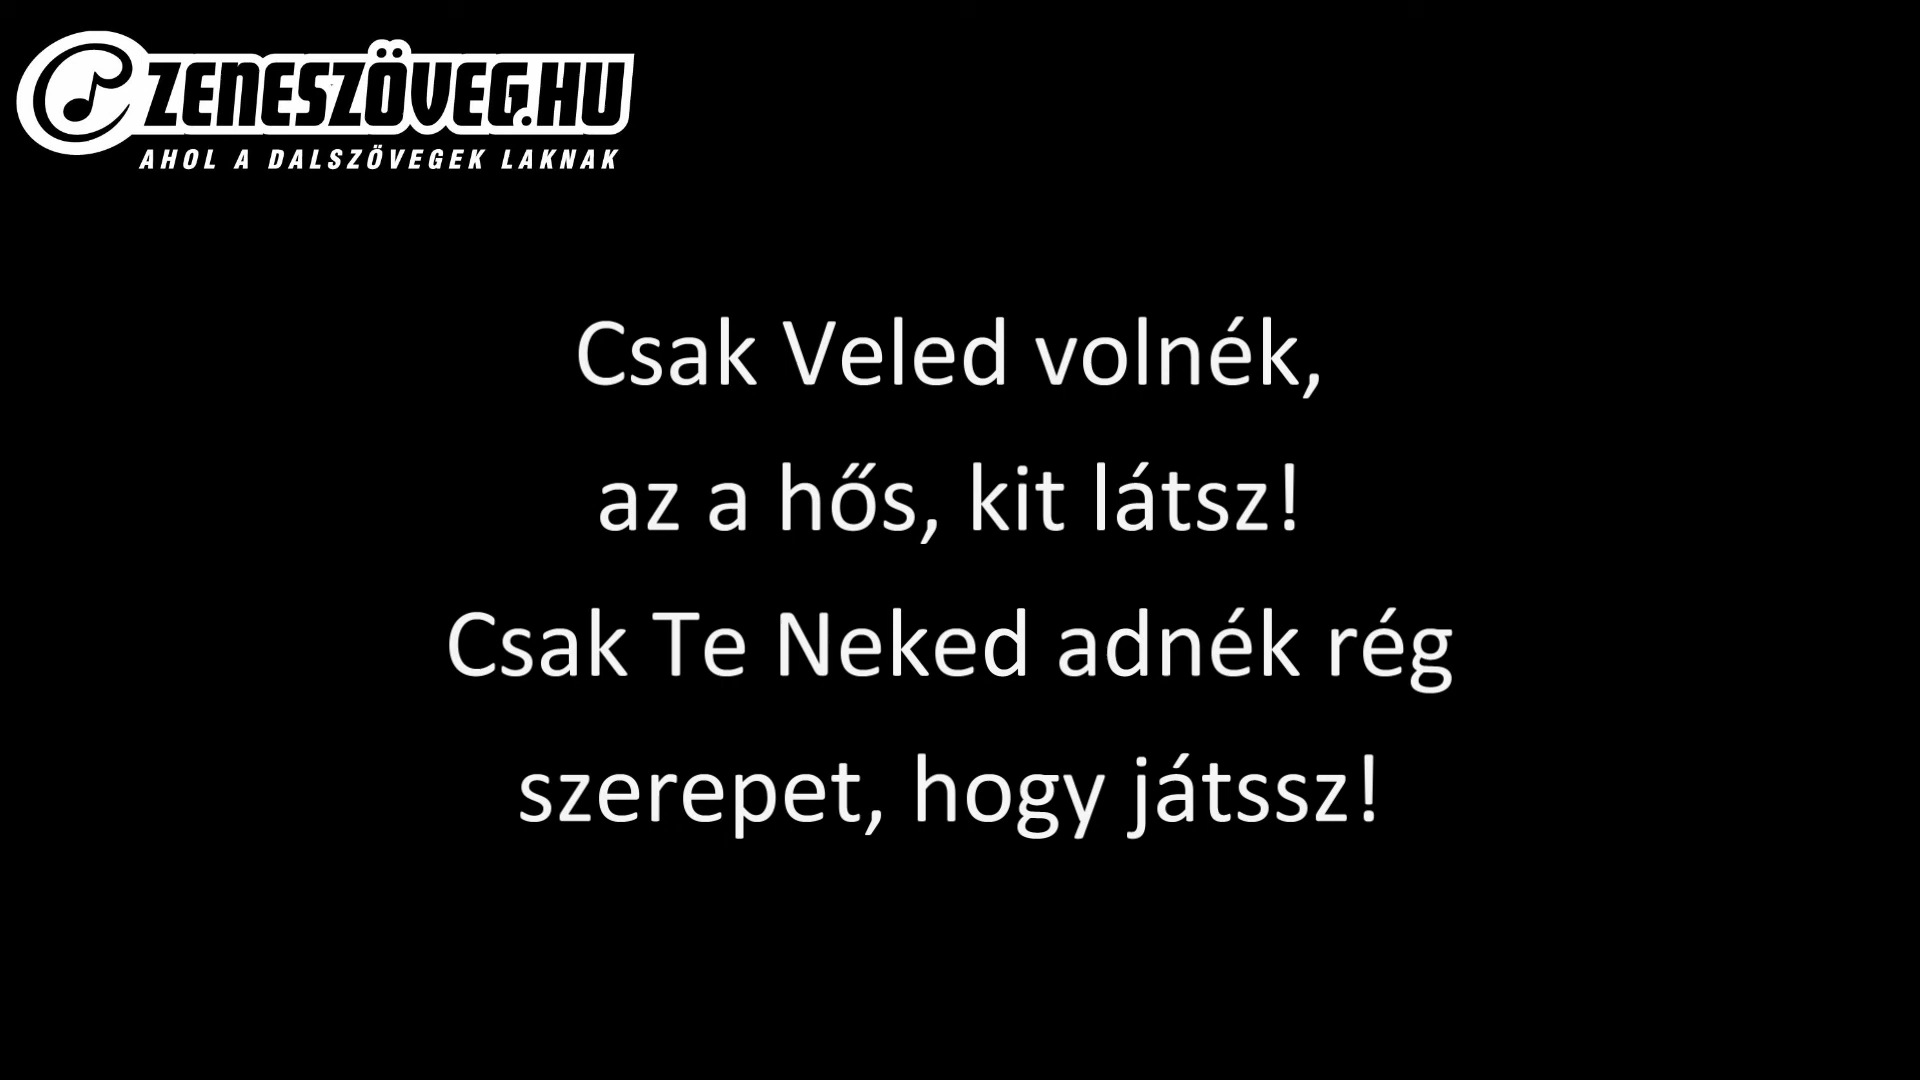 ZENESZÖVEG.HU
AHOL A DALSZÖVEGEK LAKNAK
Csak Veled volnék,
az a hős, kit látsz!
Csak Te Neked adnék rég
szerepet, hogy játssz!